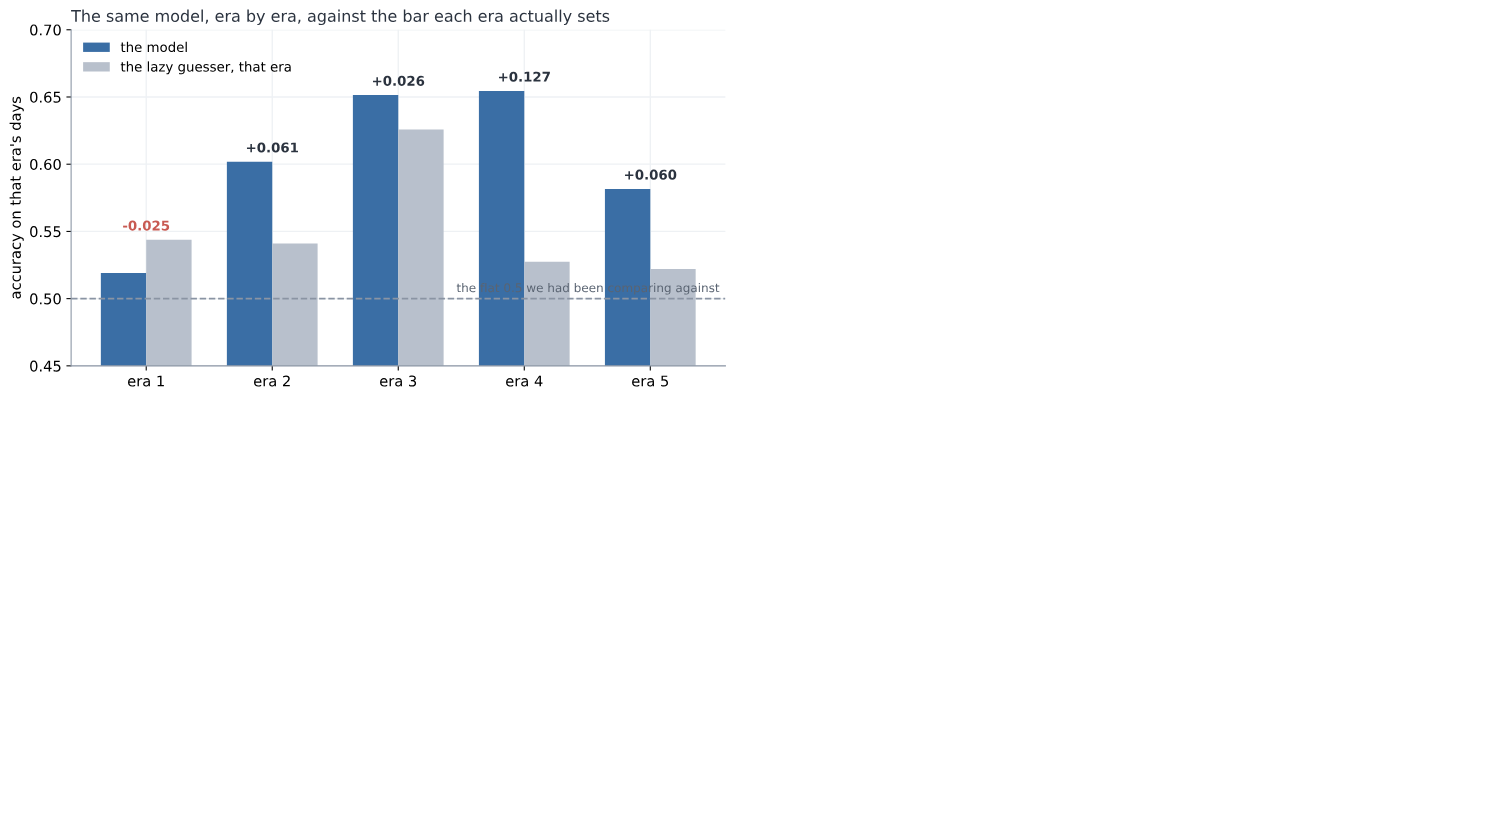 The same model, era by era, against the bar each era actually sets
the model
the lazy guesser, that era
accuracy on that era's days
0.70
0.65
0.60
0.55
0.50
0.45
-0.025
+0.061
+0.026
+0.127
+0.060
the we had been against
era 1
era 2
era 3
era 4
era 5